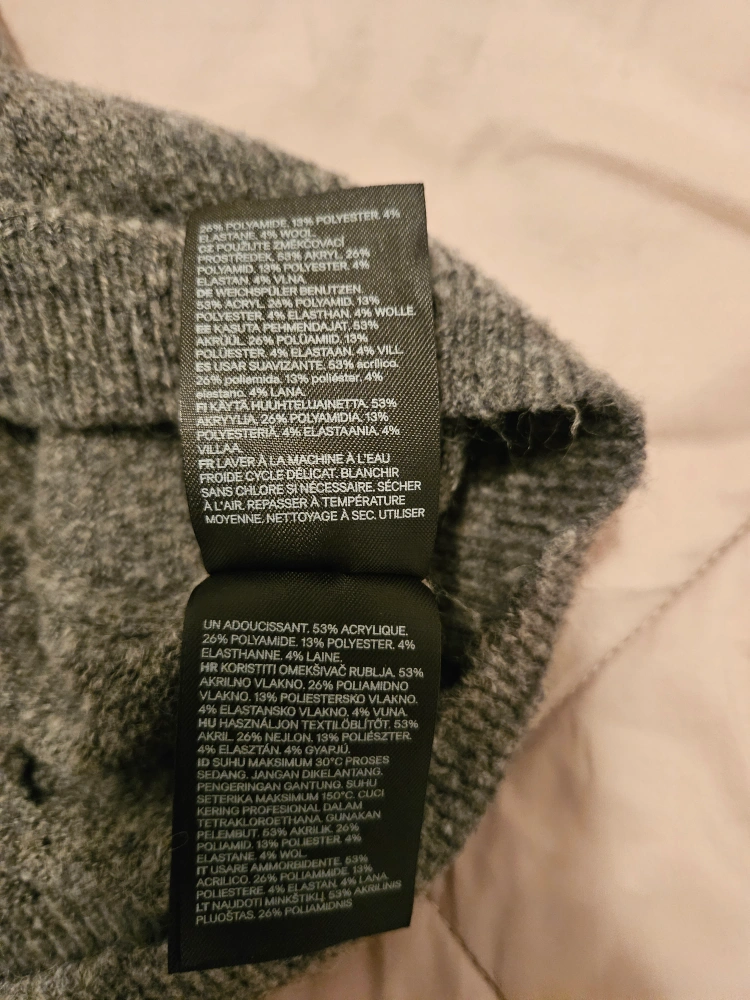 26% POLYAMIDE. 13% POLYESTER. 4%
ELASTANE. 4% WOOL.
CZ POUŽIJTE ZMĚKČOVACÍ
PROSTŘEDEK. 53% AKRYL. 26%
POLYAMID. 13% POLYESTER. 4%
ELASTAN. 4% VLNA.
DE WEICHSPÜLER BENUTZEN.
53% ACRYL. 26% POLYAMID. 13%
POLYESTER. 4% ELASTHAN. 4% WOLLE.
EE KASUTA PEHMENDAJAT. 53%
AKRÜÜL. 26% POLÜAMIID. 13%
POLÜESTER. 4% ELASTAAN. 4% VILL.
ES USAR SUAVIZANTE. 53% acrílico.
26% poliamida. 13% poliéster. 4%
elastano. 4% LANA.
FI KÄYTÄ HUUHTELUAINETTA. 53%
AKRYYLIA. 26% POLYAMIDIA. 13%
POLYESTERIA. 4% ELASTAANIA. 4%
VILLAA.
FR LAVER À LA MACHINE À L'EAU
FROIDE CYCLE DÉLICAT. BLANCHIR
SANS CHLORE SI NÉCESSAIRE. SÉCHER
À L'AIR. REPASSER À TEMPÉRATURE
MOYENNE. NETTOYAGE À SEC. UTILISER
UN ADOUCISSANT. 53% ACRYLIQUE.
26% POLYAMIDE. 13% POLYESTER. 4%
ELASTHANNE. 4% LAINE.
HR KORISTITI OMEKŠIVAČ RUBLJA. 53%
AKRILNO VLAKNO. 26% POLIAMIDNO
VLAKNO. 13% POLIESTERSKO VLAKNO.
4% ELASTANSKO VLAKNO. 4% VUNA.
HU HASZNÁLJON TEXTILÖBLÍTŐT. 53%
AKRIL. 26% NEJLON. 13% POLIÉSZTER.
4% ELASZTÁN. 4% GYAPJÚ.
ID SUHU MAKSIMUM 30°C PROSES
SEDANG. JANGAN DIKELANTANG.
PENGERINGAN GANTUNG. SUHU
SETERIKA MAKSIMUM 150°C. CUCI
KERING PROFESIONAL DALAM
TETRAKLOROETHANA. GUNAKAN
PELEMBUT. 53% AKRILIK. 26%
POLIAMID. 13% POLIESTER. 4%
ELASTANE. 4% WOL.
IT USARE AMMORBIDENTE. 53%
ACRILICO. 26% POLIAMMIDE. 13%
POLIESTERE. 4% ELASTAN. 4% LANA.
LT NAUDOTI MINKŠTIKLĮ. 53% AKRILINIS
PLUOŠTAS. 26% POLIAMIDNIS